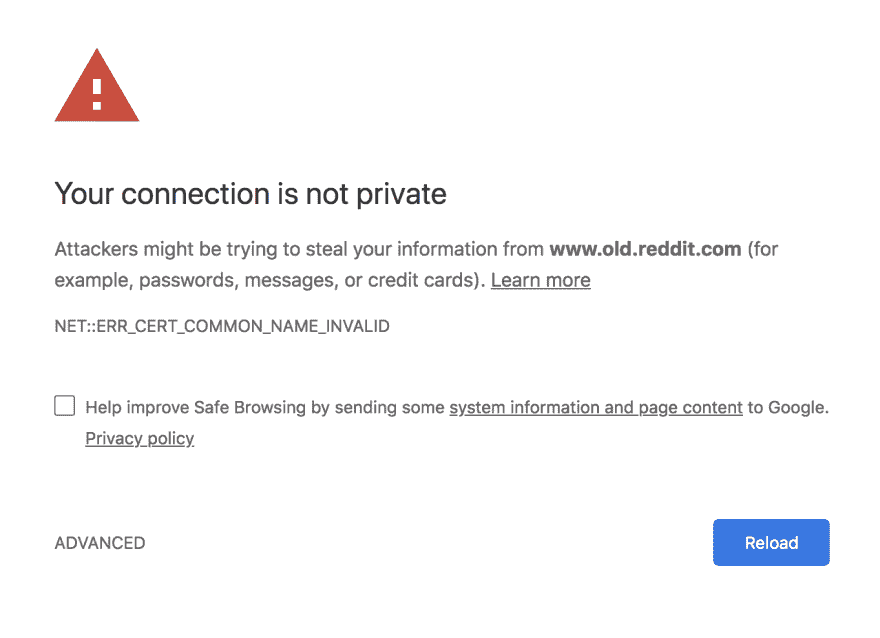 Your connection is not private
Attackers might be trying to steal your information from www.old.reddit.com (for
example, passwords, messages, or credit cards). Learn more
NET::ERR_CERT_COMMON_NAME_INVALID
Help improve Safe Browsing by sending some system information and page content to Google.
Privacy policy
ADVANCED
Reload